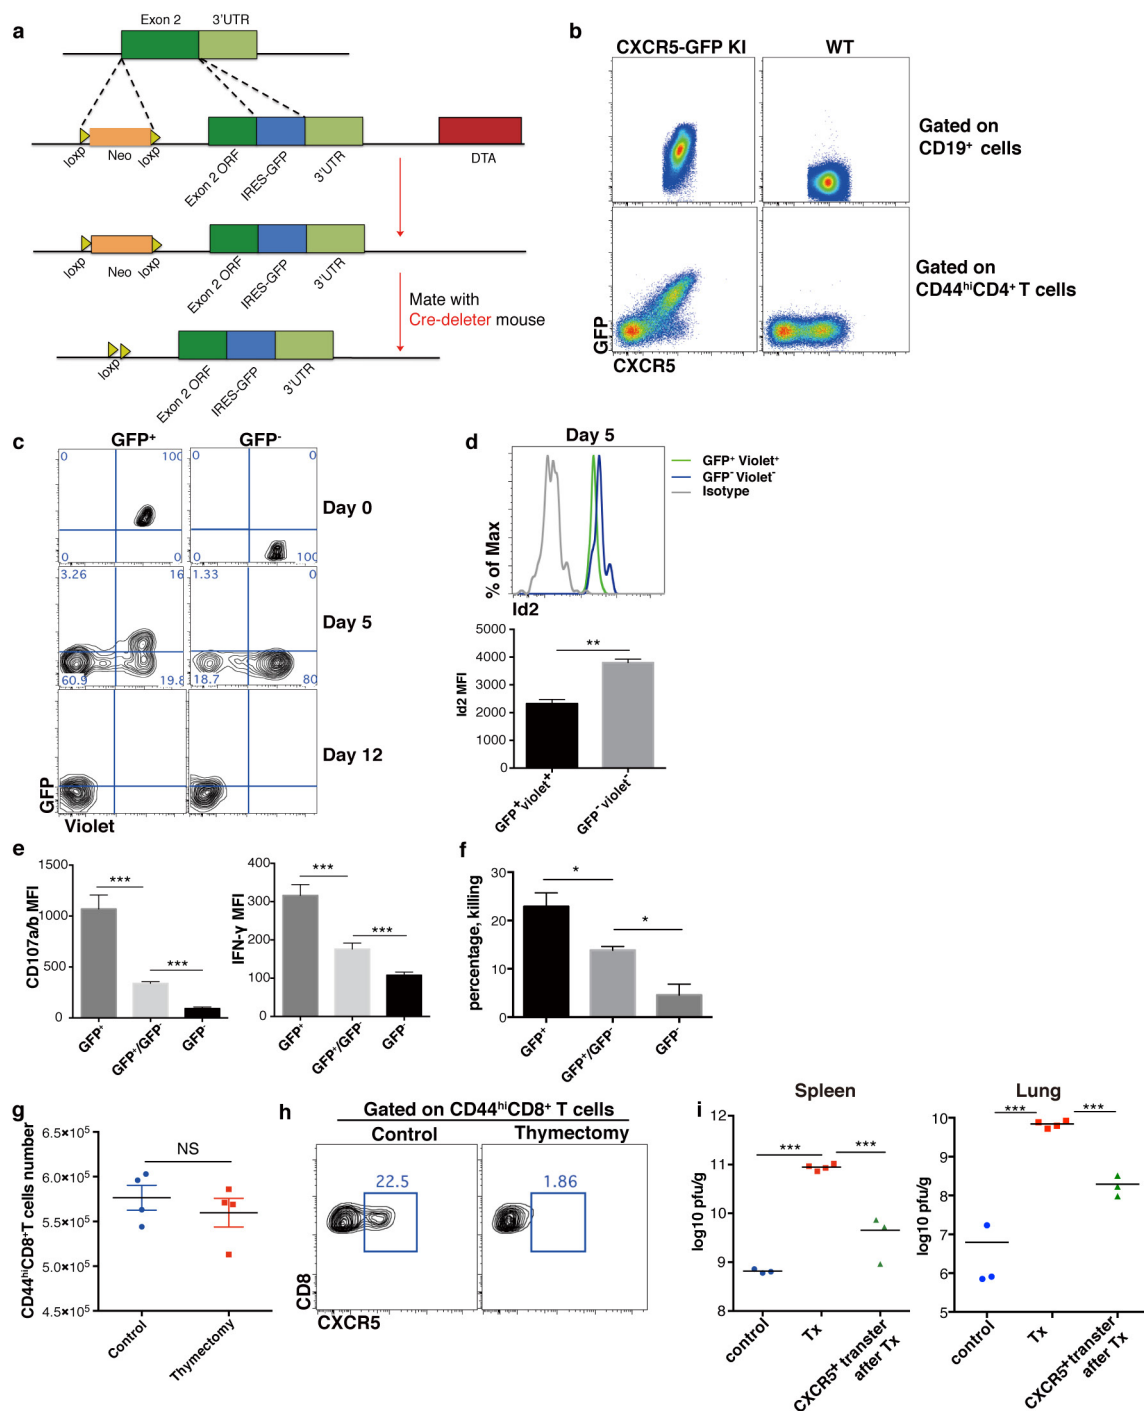 a
Exon 2
3'UTR
loxp
Neo
loxp
Exon 2 ORF
IRES-GFP
3'UTR
DTA
loxp
Neo
loxp
Exon 2 ORF
IRES-GFP
3'UTR
Mate with
Cre-deleter mouse
loxp
Exon 2 ORF
IRES-GFP
3'UTR
b
CXCR5-GFP KI
WT
Gated on
CD19⁺ cells
Gated on
CD44ʰⁱCD4⁺ T cells
GFP
CXCR5
c
GFP⁺
GFP⁻
0
100
0
0
0
0
0
100
Day 0
3.26
16
60.9
19.8
1.33
0
18.7
80
Day 5
Day 12
GFP
Violet
d
Day 5
GFP⁺ Violet⁺
GFP⁻ Violet⁻
Isotype
% of Max
Id2
5000
4000
3000
2000
1000
0
Id2 MFI
**
GFP⁺violet⁺
GFP⁻violet⁻
e
1500
1000
500
0
CD107a/b MFI
***
***
GFP⁺
GFP⁺/GFP⁻
GFP⁻
400
300
200
100
0
IFN-γ MFI
***
***
GFP⁺
GFP⁺/GFP⁻
GFP⁻
f
30
20
10
0
percentage, killing
*
*
GFP⁺
GFP⁺/GFP⁻
GFP⁻
g
6.5×10⁵
6.0×10⁵
5.5×10⁵
5.0×10⁵
4.5×10⁵
CD44ʰⁱCD8⁺T cells number
NS
Control
Thymectomy
h
Gated on CD44ʰⁱCD8⁺ T cells
Control
Thymectomy
22.5
1.86
CD8
CXCR5
i
Spleen
12
11
10
9
8
log10 pfu/g
***
***
control
Tx
CXCR5⁺ transter
after Tx
Lung
10
9
8
7
6
5
log10 pfu/g
***
***
control
Tx
CXCR5⁺ transter
after Tx